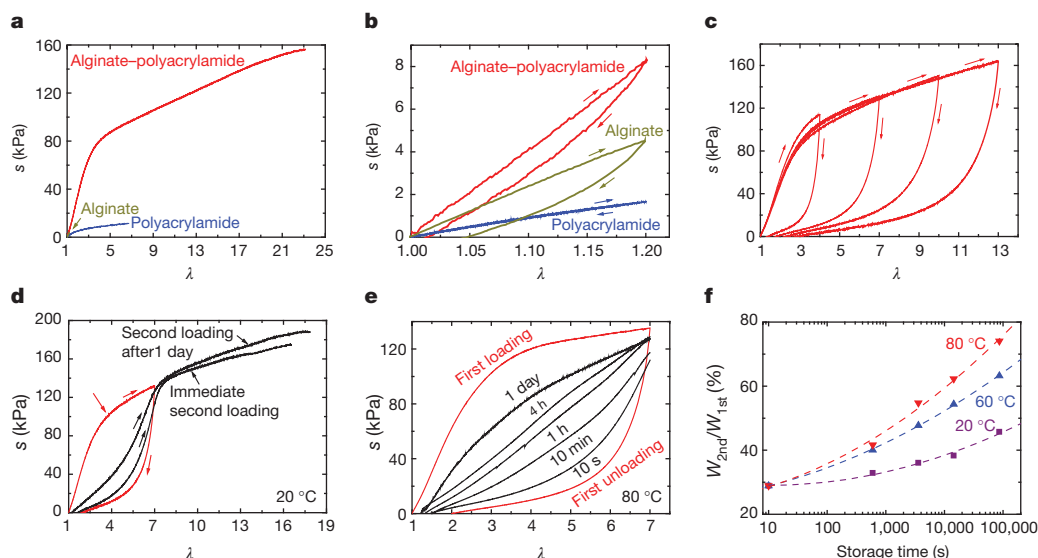 a
s (kPa)
160
120
80
40
0
Alginate–polyacrylamide
Alginate
Polyacrylamide
1 5 9 13 17 21 25
λ
b
s (kPa)
8
6
4
2
0
Alginate–polyacrylamide
Alginate
Polyacrylamide
1.00 1.05 1.10 1.15 1.20
λ
c
s (kPa)
160
120
80
40
0
1 3 5 7 9 11 13
λ
d
s (kPa)
200
160
120
80
40
0
Second loading
after1 day
Immediate
second loading
20 °C
1 4 7 10 13 16 19
λ
e
s (kPa)
120
80
40
0
First loading
1 day
4 h
1 h
10 min
10 s
First unloading
80 °C
1 2 3 4 5 6 7
λ
f
W2nd/W1st (%)
80
60
40
20
80 °C
60 °C
20 °C
10 100 1,000 10,000 100,000
Storage time (s)